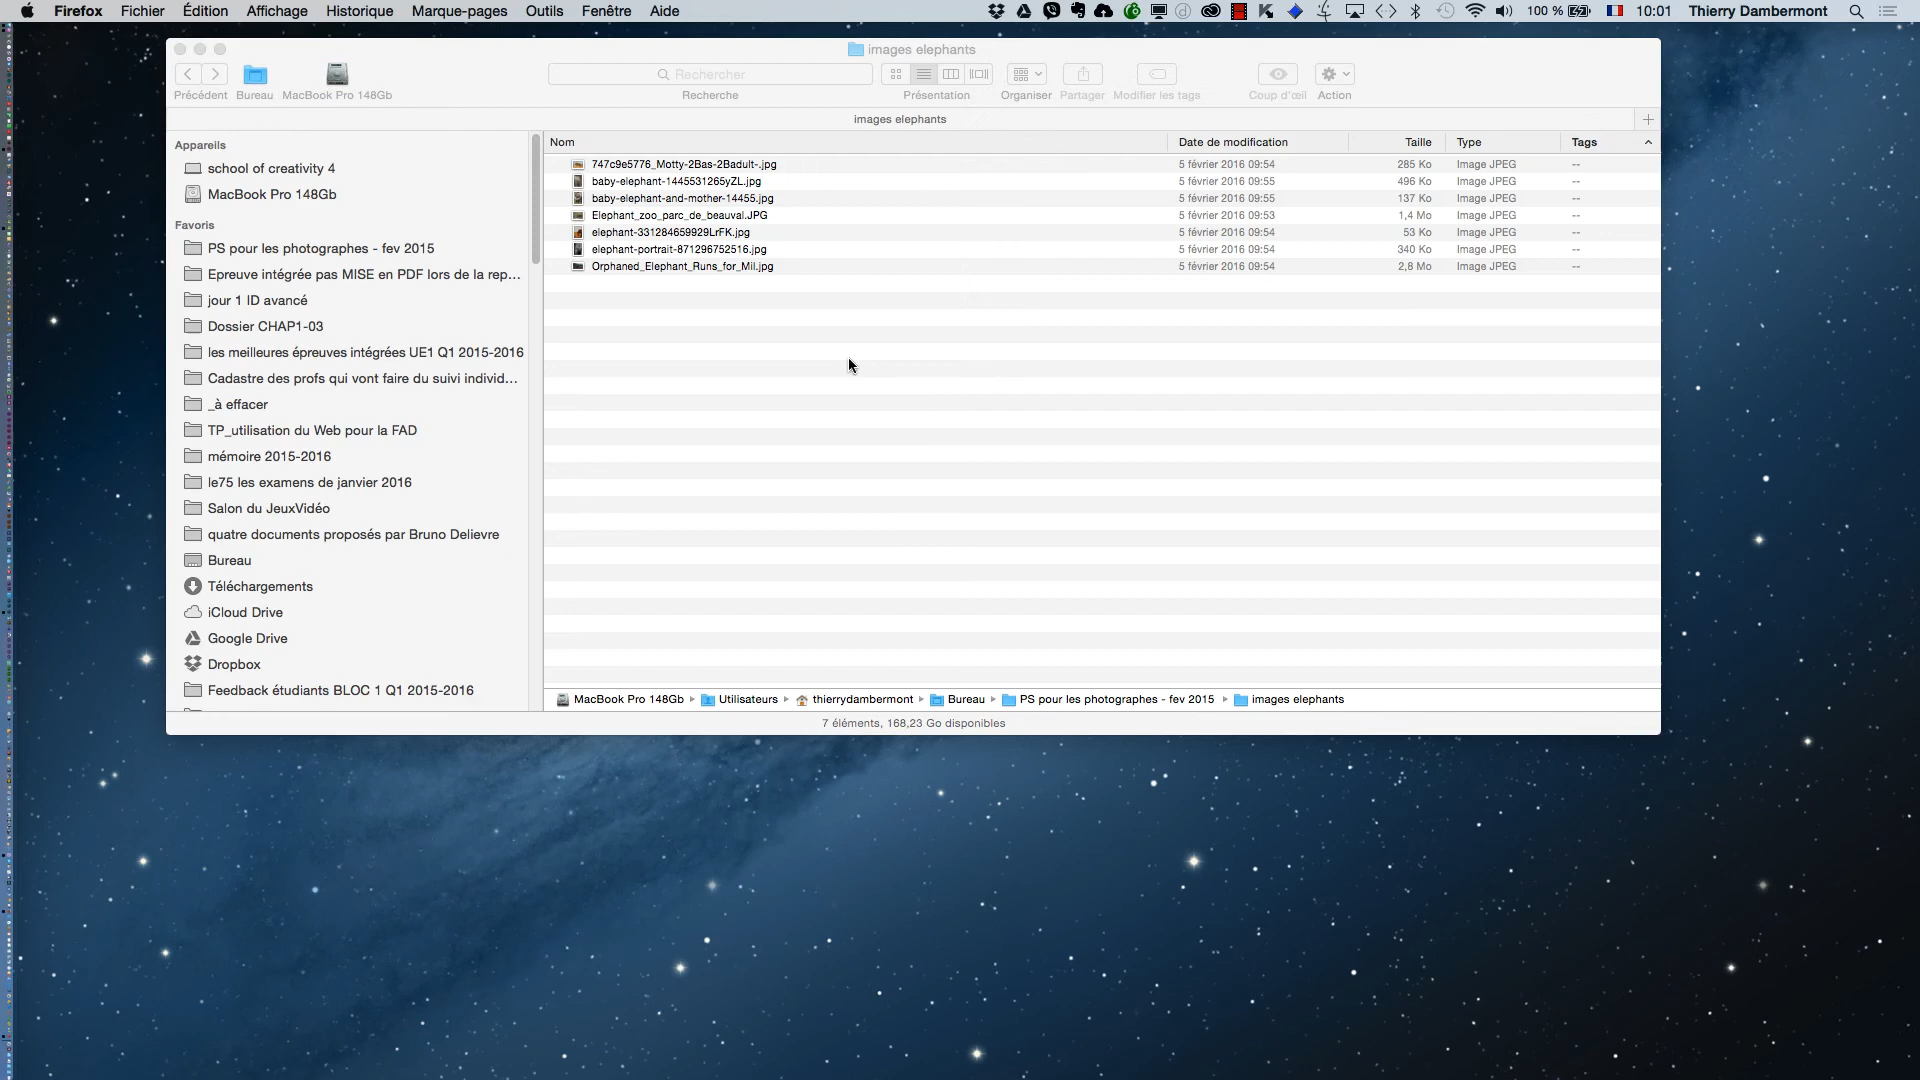 Firefox Fichier Édition Affichage Historique Marque-pages Outils Fenêtre Aide 100 % 10:01 Thierry Dambermont
images elephants
Rechercher
Précédent Bureau MacBook Pro 148Gb Recherche Présentation Organiser Partager Modifier les tags Coup d'œil Action
images elephants
Appareils
school of creativity 4
MacBook Pro 148Gb
Favoris
PS pour les photographes - fev 2015
Epreuve intégrée pas MISE en PDF lors de la rep...
jour 1 ID avancé
Dossier CHAP1-03
les meilleures épreuves intégrées UE1 Q1 2015-2016
Cadastre des profs qui vont faire du suivi individ...
_à effacer
TP_utilisation du Web pour la FAD
mémoire 2015-2016
le75 les examens de janvier 2016
Salon du JeuxVidéo
quatre documents proposés par Bruno Delievre
Bureau
Téléchargements
iCloud Drive
Google Drive
Dropbox
Feedback étudiants BLOC 1 Q1 2015-2016
Nom Date de modification Taille Type Tags
747c9e5776_Motty-2Bas-2Badult-.jpg 5 février 2016 09:54 285 Ko Image JPEG --
baby-elephant-1445531265yZL.jpg 5 février 2016 09:55 496 Ko Image JPEG --
baby-elephant-and-mother-14455.jpg 5 février 2016 09:55 137 Ko Image JPEG --
Elephant_zoo_parc_de_beauval.JPG 5 février 2016 09:53 1,4 Mo Image JPEG --
elephant-331284659929LrFK.jpg 5 février 2016 09:54 53 Ko Image JPEG --
elephant-portrait-871296752516.jpg 5 février 2016 09:54 340 Ko Image JPEG --
Orphaned_Elephant_Runs_for_Mil.jpg 5 février 2016 09:54 2,8 Mo Image JPEG --
MacBook Pro 148Gb Utilisateurs thierrydambermont Bureau PS pour les photographes - fev 2015 images elephants
7 éléments, 168,23 Go disponibles